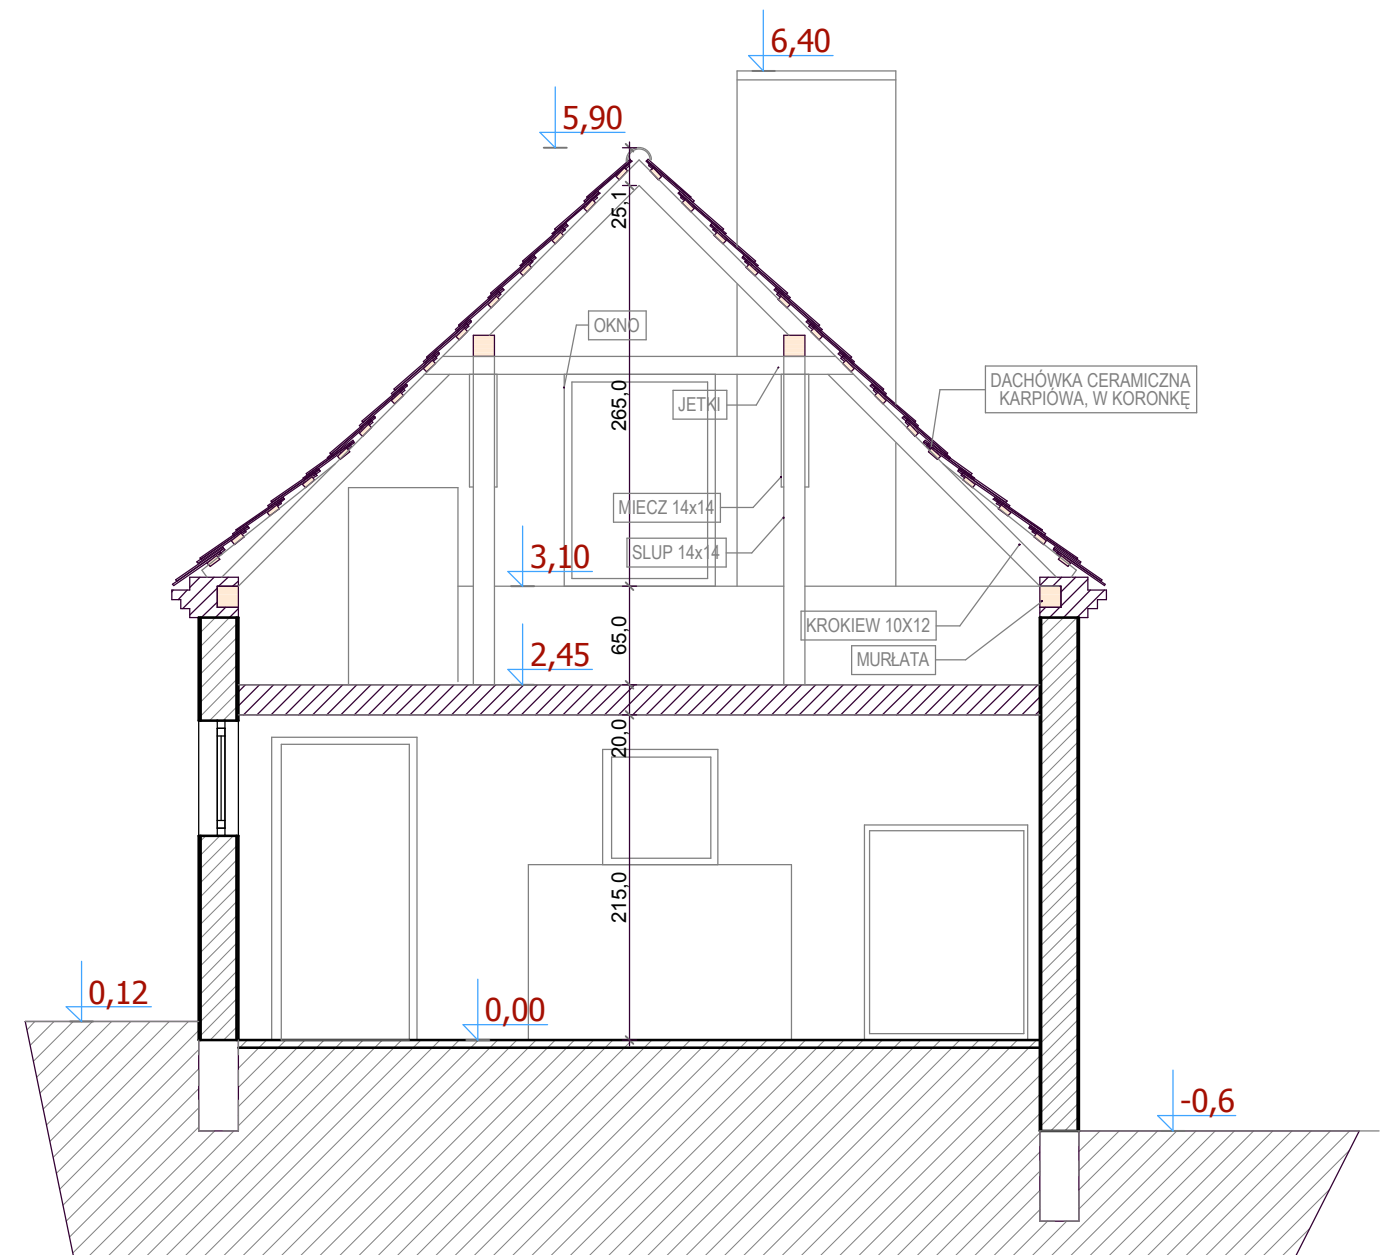 6,40
5,90
25,1
OKNO
265,0
JETKI
DACHÓWKA CERAMICZNA
KARPIÓWA, W KORONKĘ
MIECZ 14x14
SLUP 14x14
3,10
65,0
KROKIEW 10X12
MURŁATA
2,45
20,0
215,0
0,12
0,00
-0,6